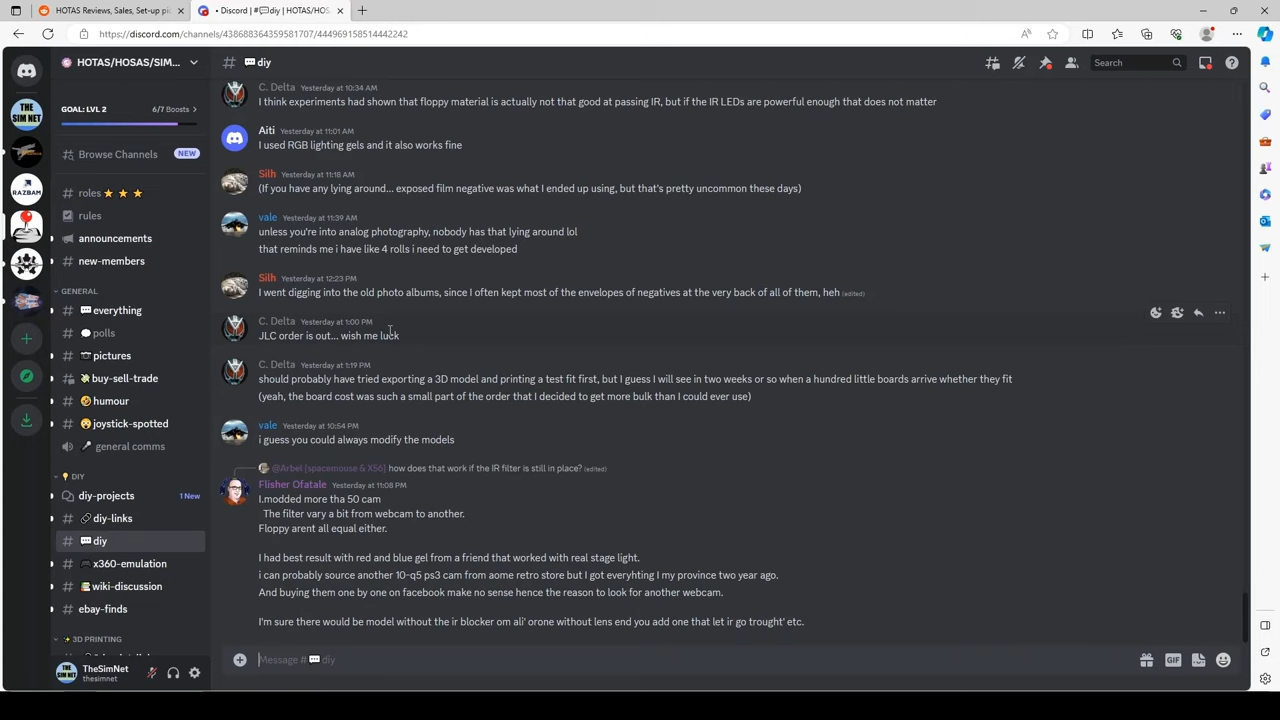 HOTAS Reviews, Sales, Set-up pi
Discord | #💬diy | HOTAS/HOS
https://discord.com/channels/438688364359581707/444969158514442242
HOTAS/HOSAS/SIM...
# 💬diy
Search
GOAL: LVL 2
6/7 Boosts
Browse Channels
NEW
roles ⭐ ⭐ ⭐
rules
announcements
new-members
GENERAL
💬everything
polls
pictures
buy-sell-trade
humour
joystick-spotted
general comms
DIY
diy-projects
1 New
diy-links
💬diy
x360-emulation
wiki-discussion
ebay-finds
3D PRINTING
TheSimNet
thesimnet
THE SIM NET
RAZBAM
C. Delta Yesterday at 10:34 AM
I think experiments had shown that floppy material is actually not that good at passing IR, but if the IR LEDs are powerful enough that does not matter
Aiti Yesterday at 11:01 AM
I used RGB lighting gels and it also works fine
Silh Yesterday at 11:18 AM
(If you have any lying around... exposed film negative was what I ended up using, but that's pretty uncommon these days)
vale Yesterday at 11:39 AM
unless you're into analog photography, nobody has that lying around lol
that reminds me i have like 4 rolls i need to get developed
Silh Yesterday at 12:23 PM
I went digging into the old photo albums, since I often kept most of the envelopes of negatives at the very back of all of them, heh (edited)
C. Delta Yesterday at 1:00 PM
JLC order is out... wish me luck
C. Delta Yesterday at 1:19 PM
should probably have tried exporting a 3D model and printing a test fit first, but I guess I will see in two weeks or so when a hundred little boards arrive whether they fit
(yeah, the board cost was such a small part of the order that I decided to get more bulk than I could ever use)
vale Yesterday at 10:54 PM
i guess you could always modify the models
@Arbel [spacemouse & X56] how does that work if the IR filter is still in place? (edited)
Flisher Ofatale Yesterday at 11:08 PM
I.modded more tha 50 cam
The filter vary a bit from webcam to another.
Floppy arent all equal either.
I had best result with red and blue gel from a friend that worked with real stage light.
i can probably source another 10-q5 ps3 cam from aome retro store but I got everyhting I my province two year ago.
And buying them one by one on facebook make no sense hence the reason to look for another webcam.
I'm sure there would be model without the ir blocker om ali' orone without lens end you add one that let ir go trought' etc.
Message # 💬 diy
GIF